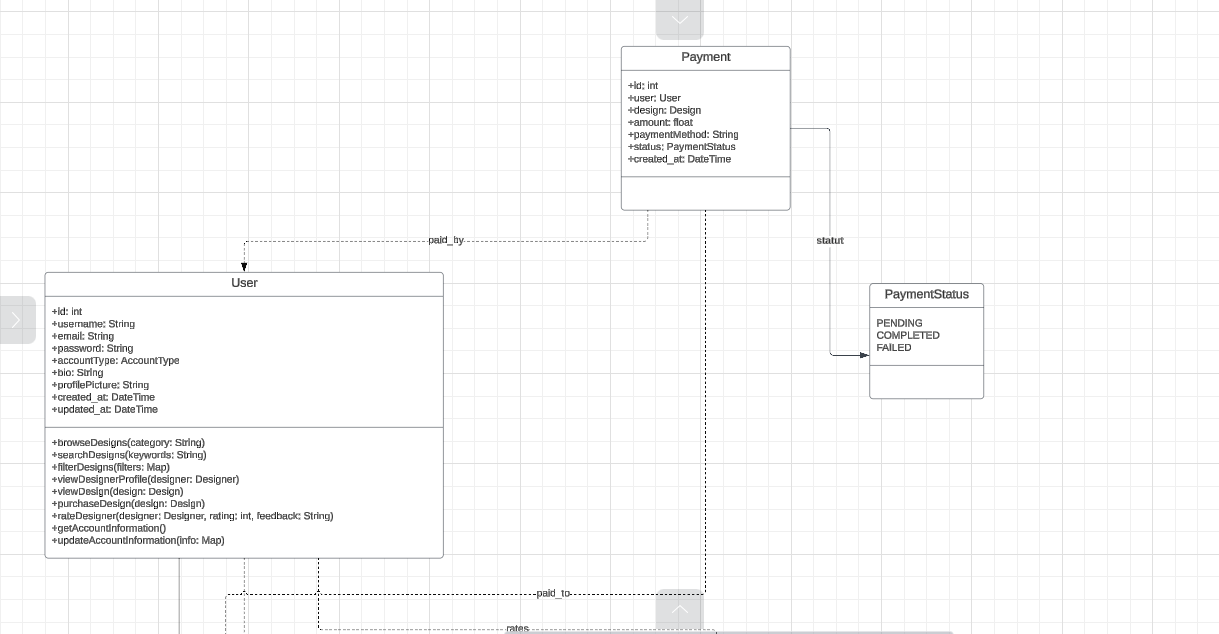 Payment
+id: int
+user: User
+design: Design
+amount: float
+paymentMethod: String
+status: PaymentStatus
+created_at: DateTime
paid_by
statut
User
+id: int
+username: String
+email: String
+password: String
+accountType: AccountType
+bio: String
+profilePicture: String
+created_at: DateTime
+updated_at: DateTime
+browseDesigns(category: String)
+searchDesigns(keywords: String)
+filterDesigns(filters: Map)
+viewDesignerProfile(designer: Designer)
+viewDesign(design: Design)
+purchaseDesign(design: Design)
+rateDesigner(designer: Designer, rating: int, feedback: String)
+getAccountInformation()
+updateAccountInformation(info: Map)
PaymentStatus
PENDING
COMPLETED
FAILED
paid_to
rates